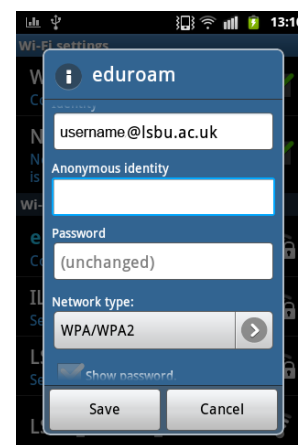 13:16
Wi-Fi settings
eduroam
Identity
username@lsbu.ac.uk
Anonymous identity
Password
(unchanged)
Network type:
WPA/WPA2
Show password.
Save
Cancel